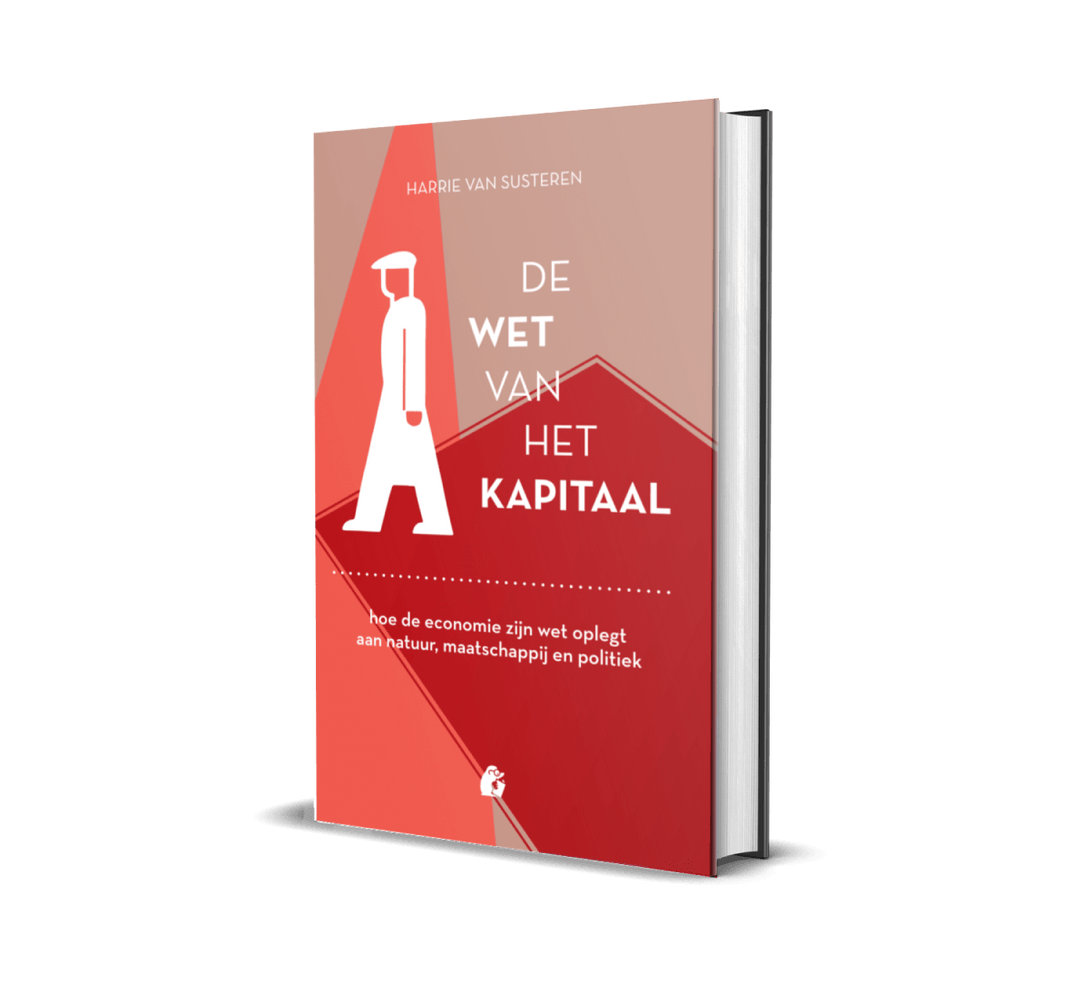 HARRIE VAN SUSTEREN
DE
WET
VAN
HET
KAPITAAL
hoe de economie zijn wet oplegt
aan natuur, maatschappij en politiek